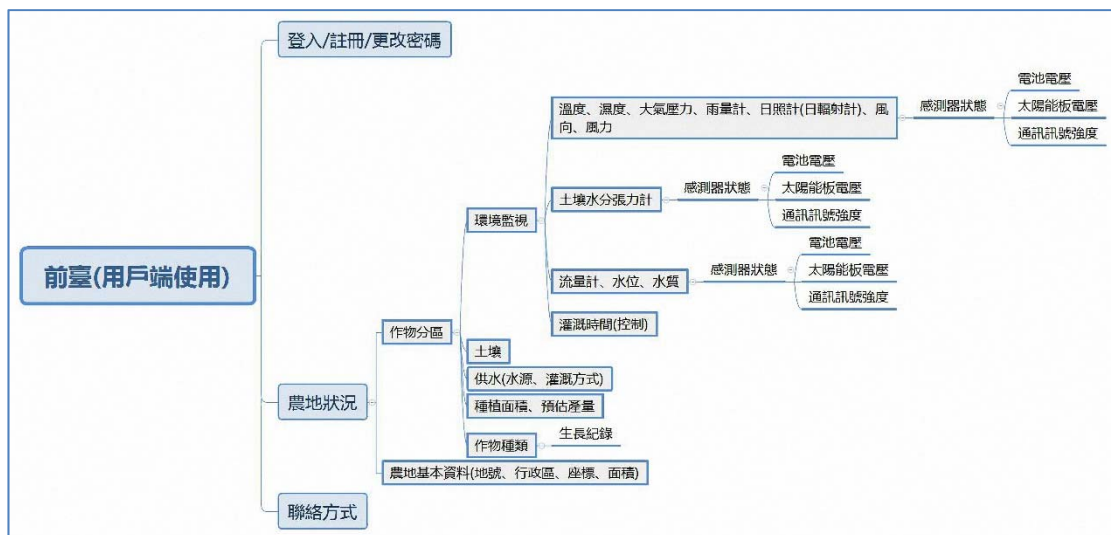 前臺(用戶端使用)
登入/註冊/更改密碼
農地狀況
作物分區
環境監視
溫度、濕度、大氣壓力、雨量計、日照計(日輻射計)、風
向、風力
感測器狀態
電池電壓
太陽能板電壓
通訊訊號強度
土壤水分張力計
感測器狀態
電池電壓
太陽能板電壓
通訊訊號強度
流量計、水位、水質
感測器狀態
電池電壓
太陽能板電壓
通訊訊號強度
灌溉時間(控制)
土壤
供水(水源、灌溉方式)
種植面積、預估產量
作物種類
生長紀錄
農地基本資料(地號、行政區、座標、面積)
聯絡方式